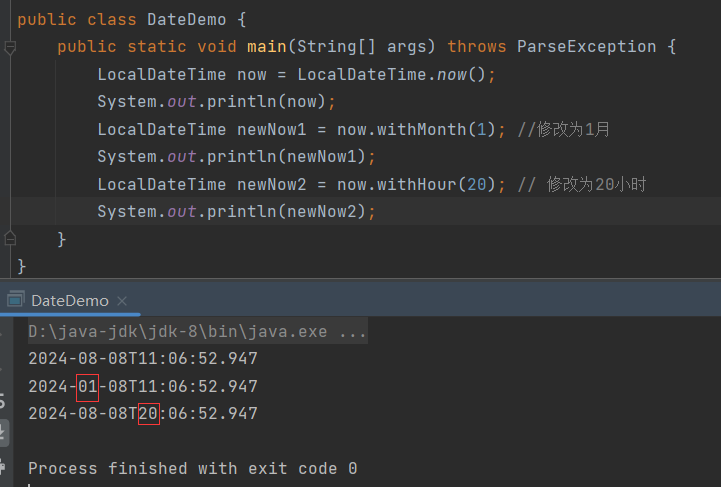 public class DateDemo {
    public static void main(String[] args) throws ParseException {
        LocalDateTime now = LocalDateTime.now();
        System.out.println(now);
        LocalDateTime newNow1 = now.withMonth(1); //修改为1月
        System.out.println(newNow1);
        LocalDateTime newNow2 = now.withHour(20); // 修改为20小时
        System.out.println(newNow2);
    }
}
DateDemo ×
D:\java-jdk\jdk-8\bin\java.exe ...
2024-08-08T11:06:52.947
2024-01-08T11:06:52.947
2024-08-08T20:06:52.947
Process finished with exit code 0